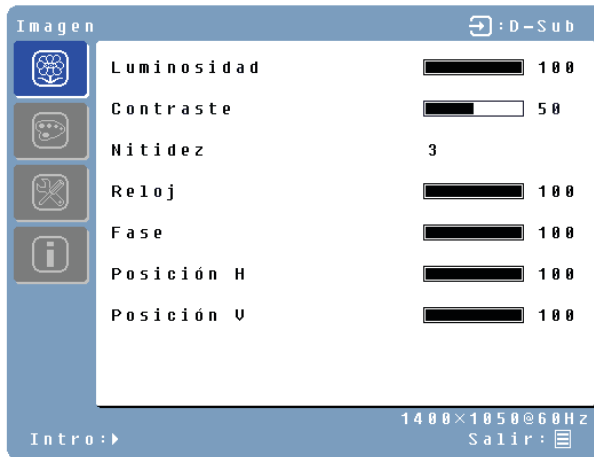 Imagen :D-Sub
Luminosidad 100
Contraste 50
Nitidez 3
Reloj 100
Fase 100
Posición H 100
Posición V 100
1400×1050@60Hz
Intro: Salir: